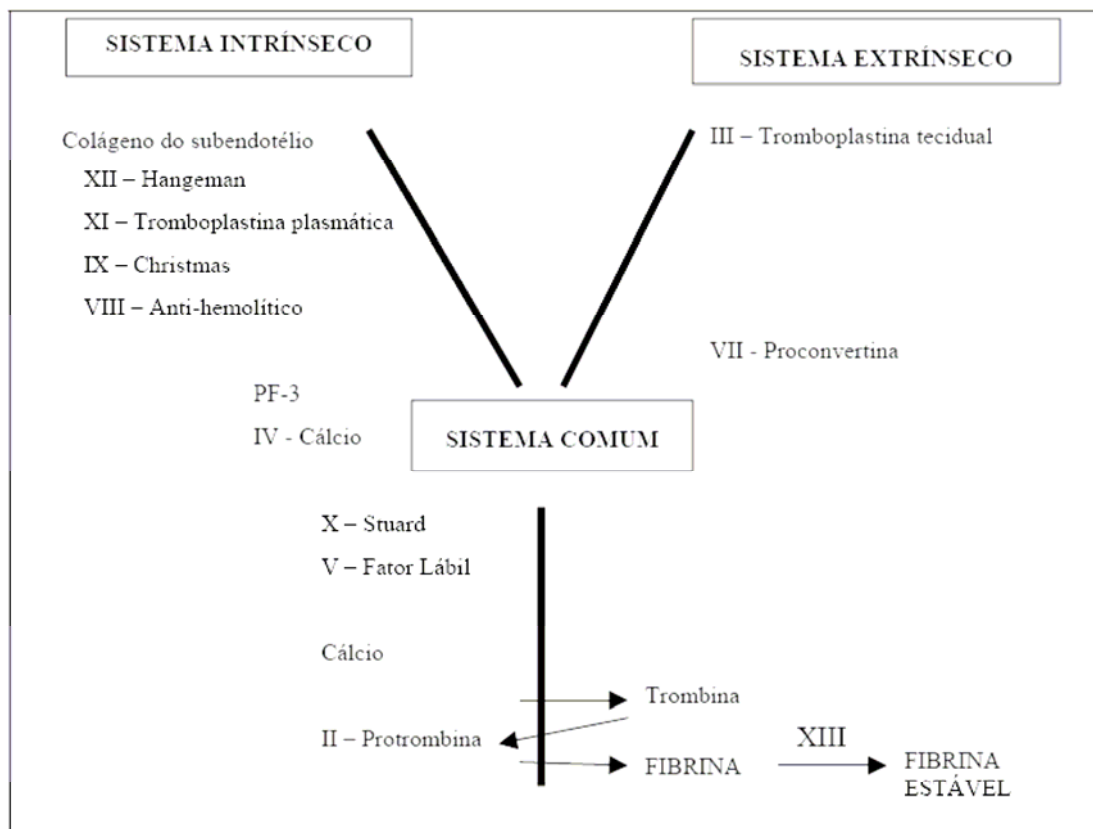 SISTEMA INTRÍNSECO
SISTEMA EXTRÍNSECO
Colágeno do subendotélio
III – Tromboplastina tecidual
XII – Hangeman
XI – Tromboplastina plasmática
IX – Christmas
VIII – Anti-hemolítico
VII - Proconvertina
PF-3
IV - Cálcio
SISTEMA COMUM
X – Stuard
V – Fator Lábil
Cálcio
Trombina
II – Protrombina
XIII
FIBRINA
FIBRINA
ESTÁVEL